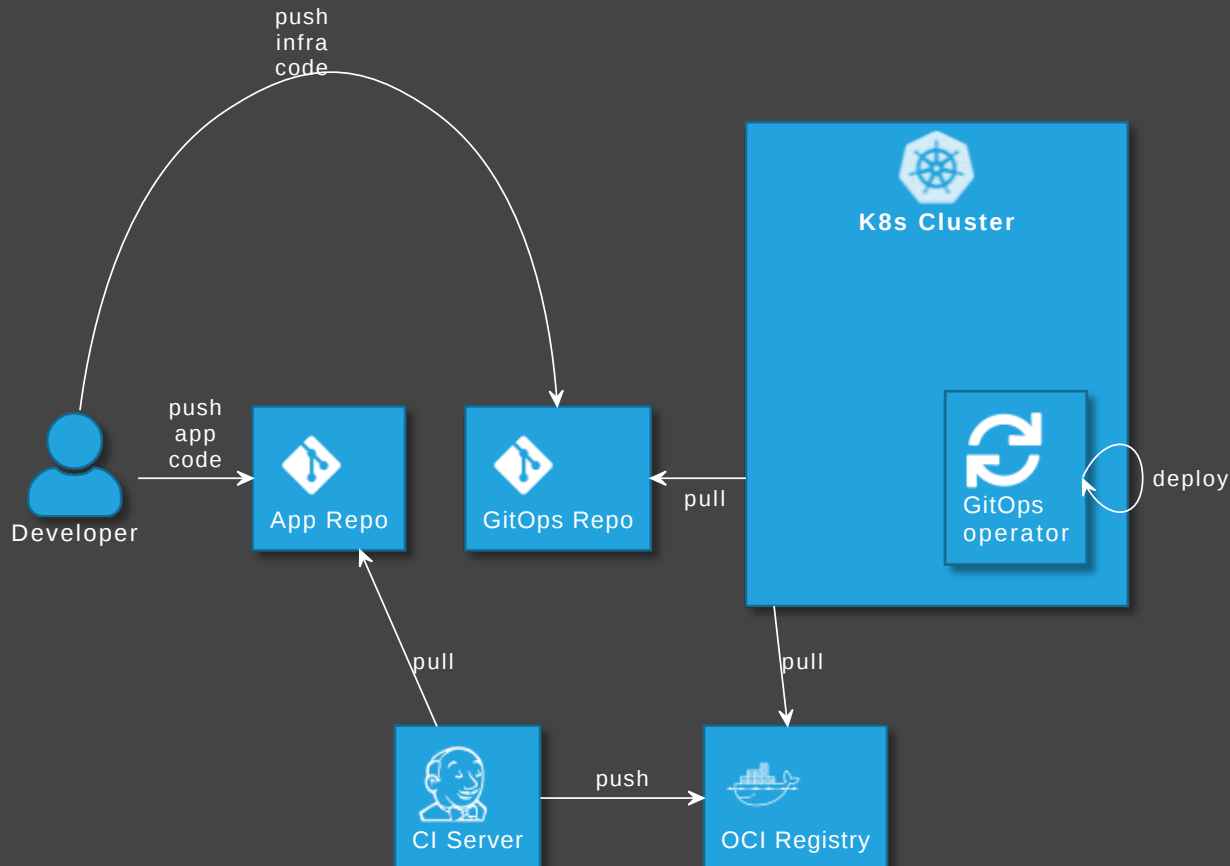 push
infra
code
K8s Cluster
push
app
code
deploy
pull
GitOps
operator
App Repo
GitOps Repo
Developer
pull
pull
push
CI Server
OCI Registry